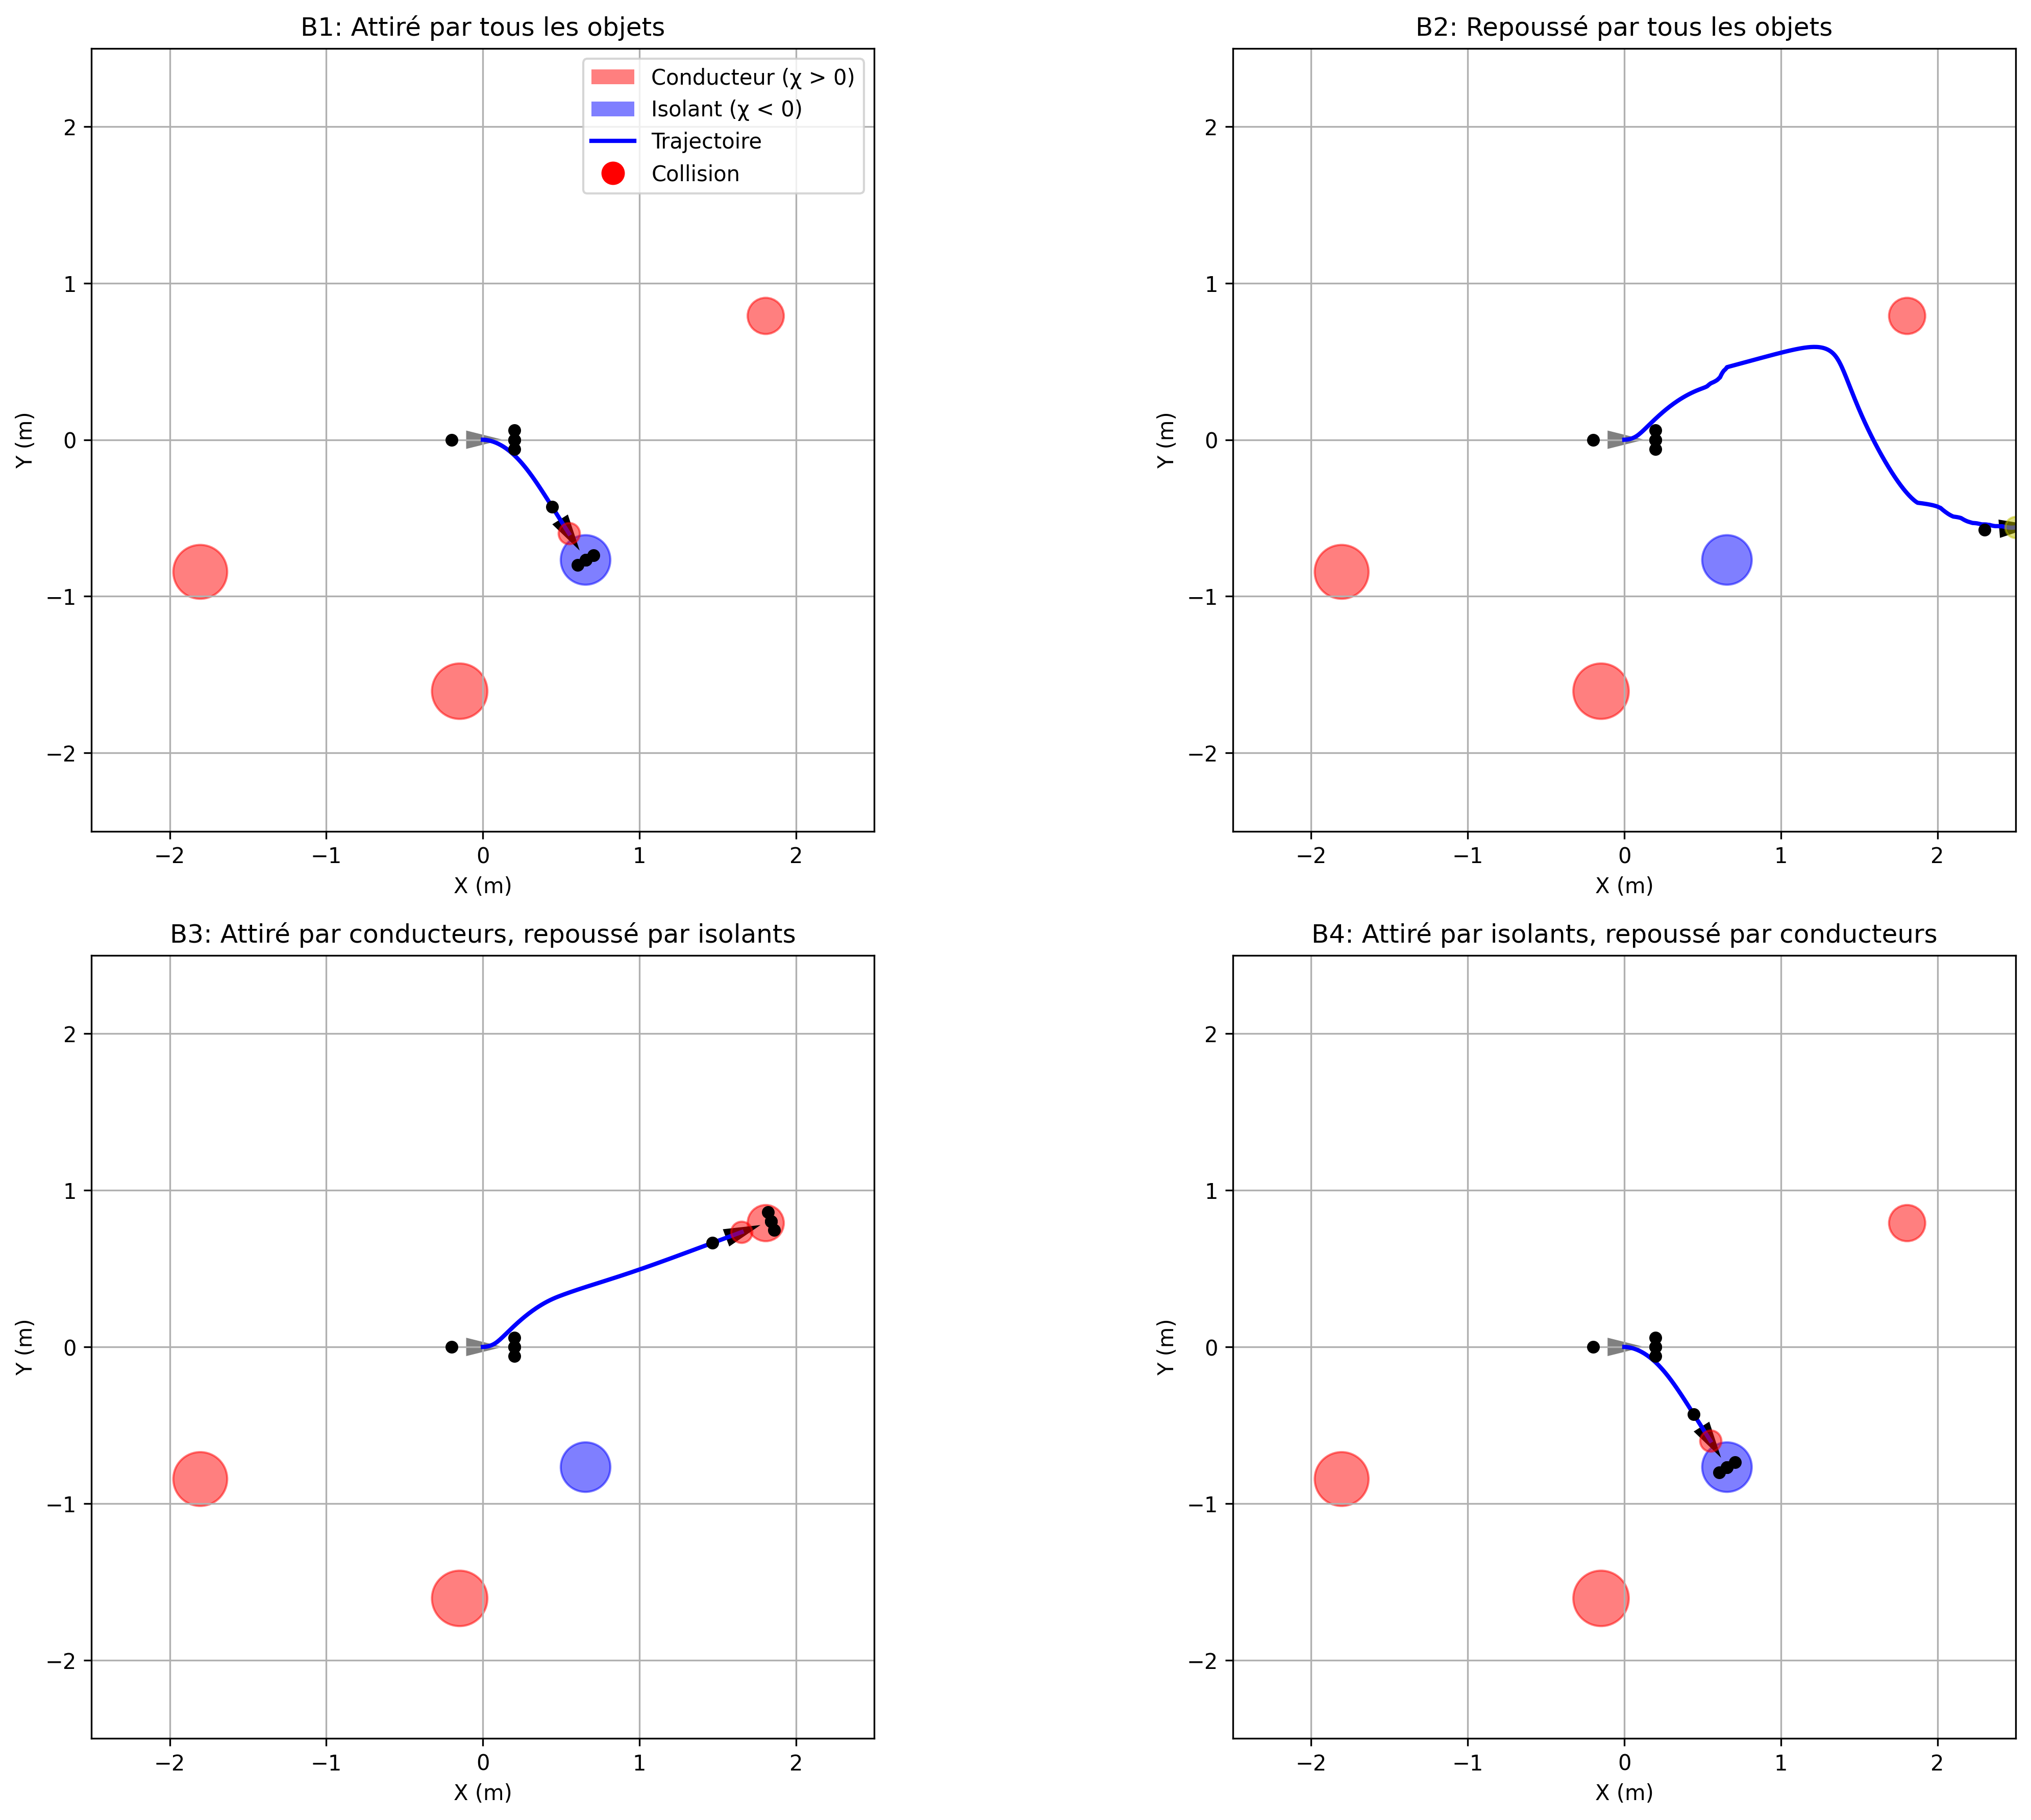 B1: Attiré par tous les objets
Conducteur (χ > 0)
Isolant (χ < 0)
Trajectoire
Collision
2
1
0
−1
−2
Y (m)
−2
−1
0
1
2
X (m)
B2: Repoussé par tous les objets
2
1
0
−1
−2
Y (m)
−2
−1
0
1
2
X (m)
B3: Attiré par conducteurs, repoussé par isolants
2
1
0
−1
−2
Y (m)
−2
−1
0
1
2
X (m)
B4: Attiré par isolants, repoussé par conducteurs
2
1
0
−1
−2
Y (m)
−2
−1
0
1
2
X (m)